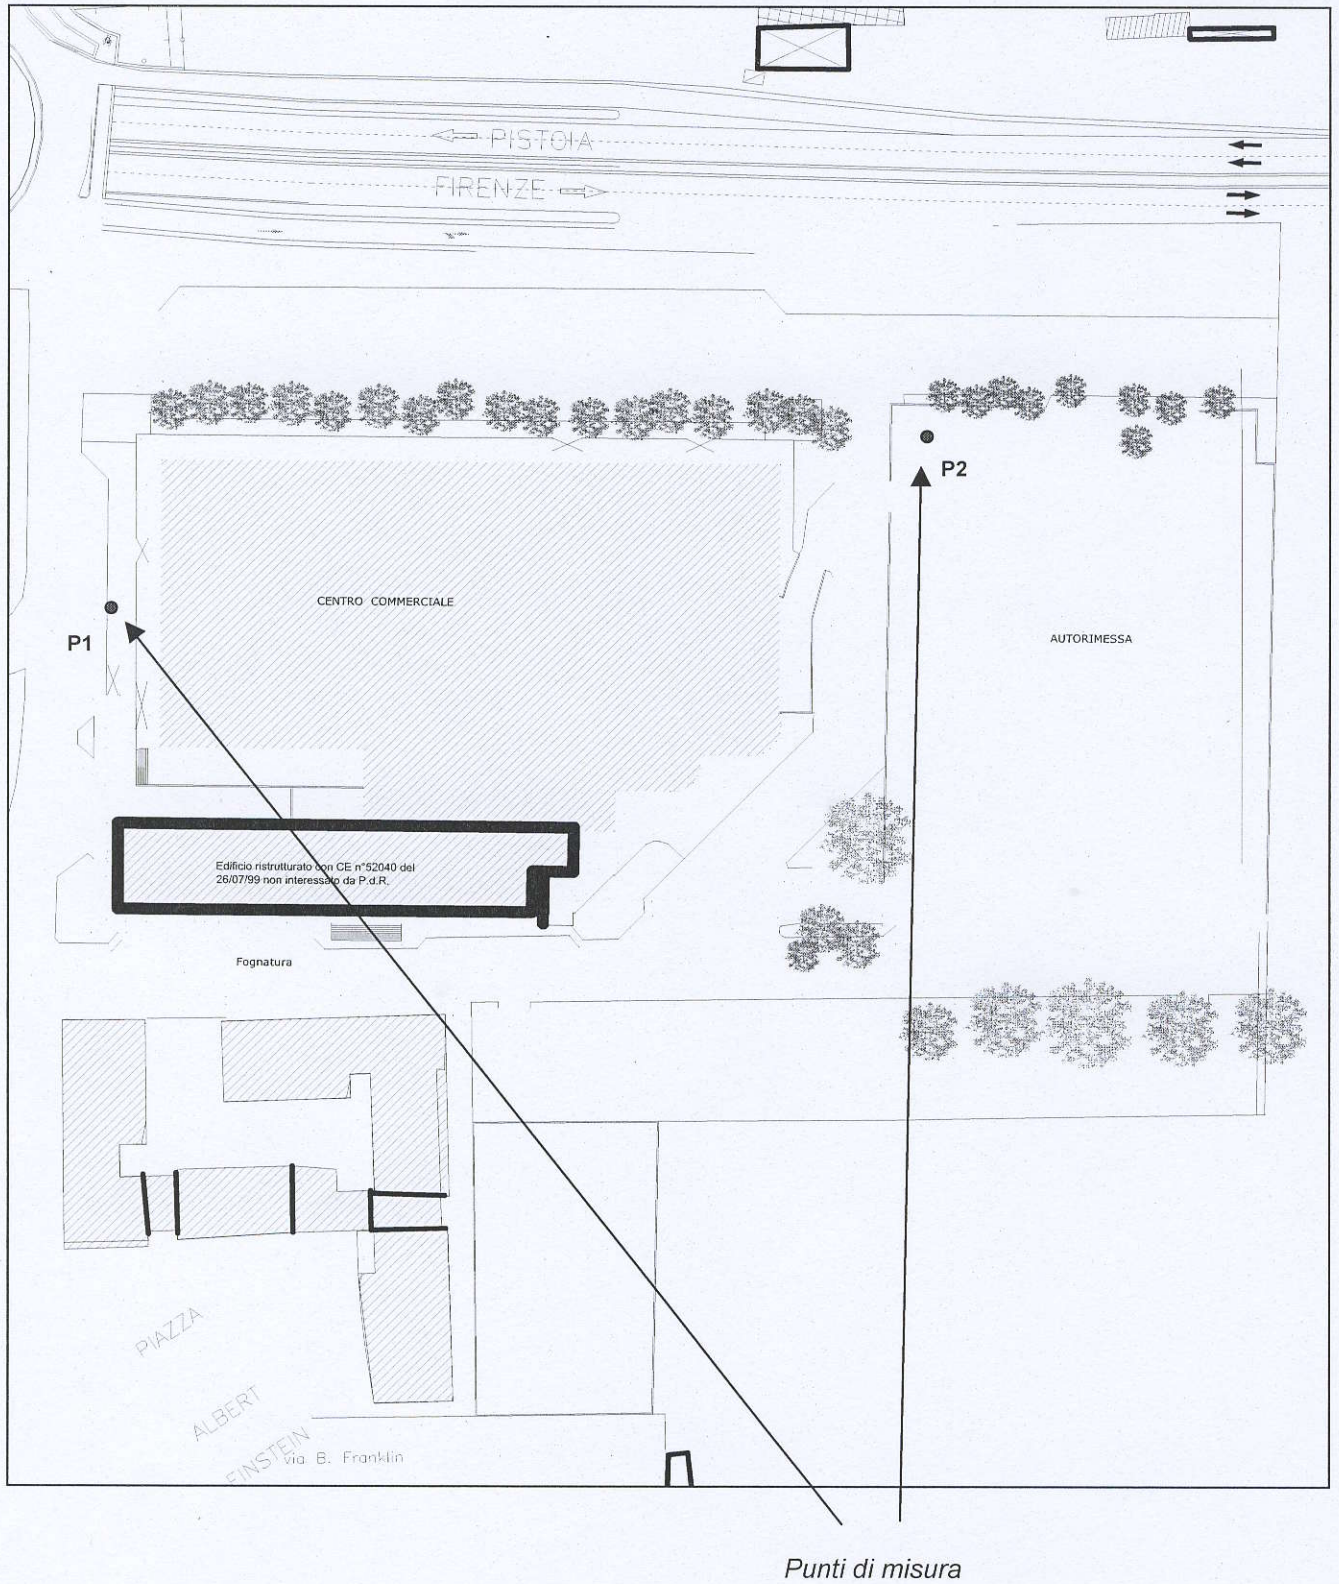 PISTOIA
FIRENZE
P2
CENTRO COMMERCIALE
P1
AUTORIMESSA
Edificio ristrutturato con CE n°52040 del
26/07/99 non interessato da P.d.R.
Fognatura
PIAZZA
ALBERT
EINSTEIN
via B. Franklin
Punti di misura